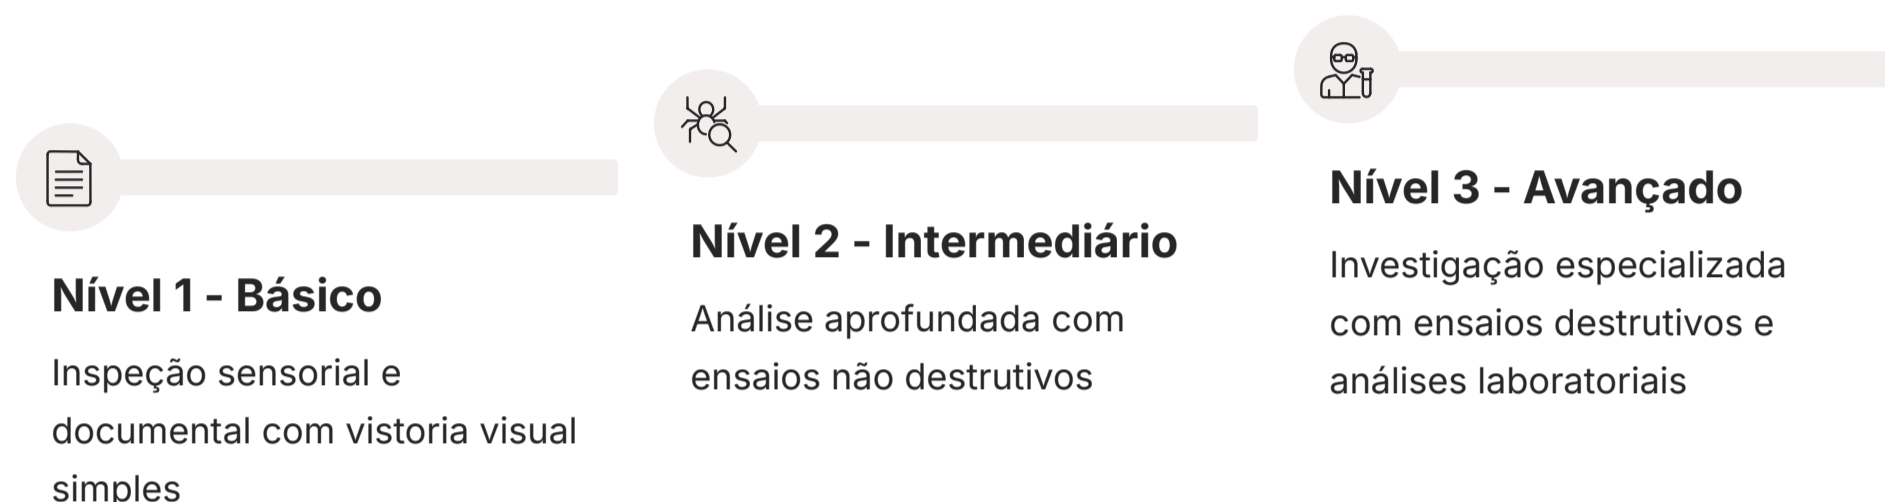 Nível 1 - Básico
Inspeção sensorial e
documental com vistoria visual
simples
Nível 2 - Intermediário
Análise aprofundada com
ensaios não destrutivos
Nível 3 - Avançado
Investigação especializada
com ensaios destrutivos e
análises laboratoriais